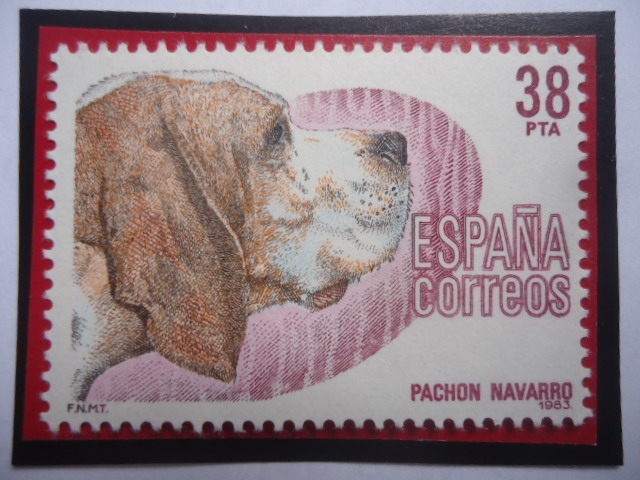 38
PTA
ESPAÑA
correos
PACHON NAVARRO
1983
F.N.M.T.